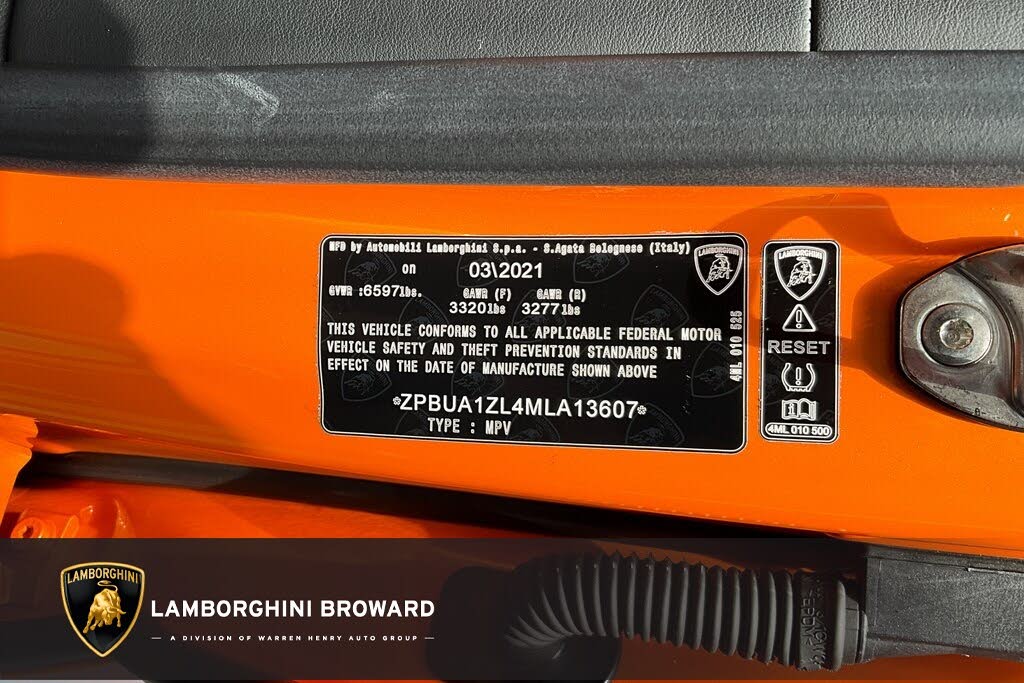 MFD by Automobili Lamborghini S.p.a. - S.Agata Bolognese (Italy)
on 03\2021
GVWR :6597lbs. GAWR (F) GAWR (R)
3320lbs 3277lbs
THIS VEHICLE CONFORMS TO ALL APPLICABLE FEDERAL MOTOR
VEHICLE SAFETY AND THEFT PREVENTION STANDARDS IN
EFFECT ON THE DATE OF MANUFACTURE SHOWN ABOVE
*ZPBUA1ZL4MLA13607*
TYPE : MPV
4ML 010 525
LAMBORGHINI
LAMBORGHINI
RESET
4ML 010 500
LAMBORGHINI
LAMBORGHINI BROWARD
— A DIVISION OF WARREN HENRY AUTO GROUP —